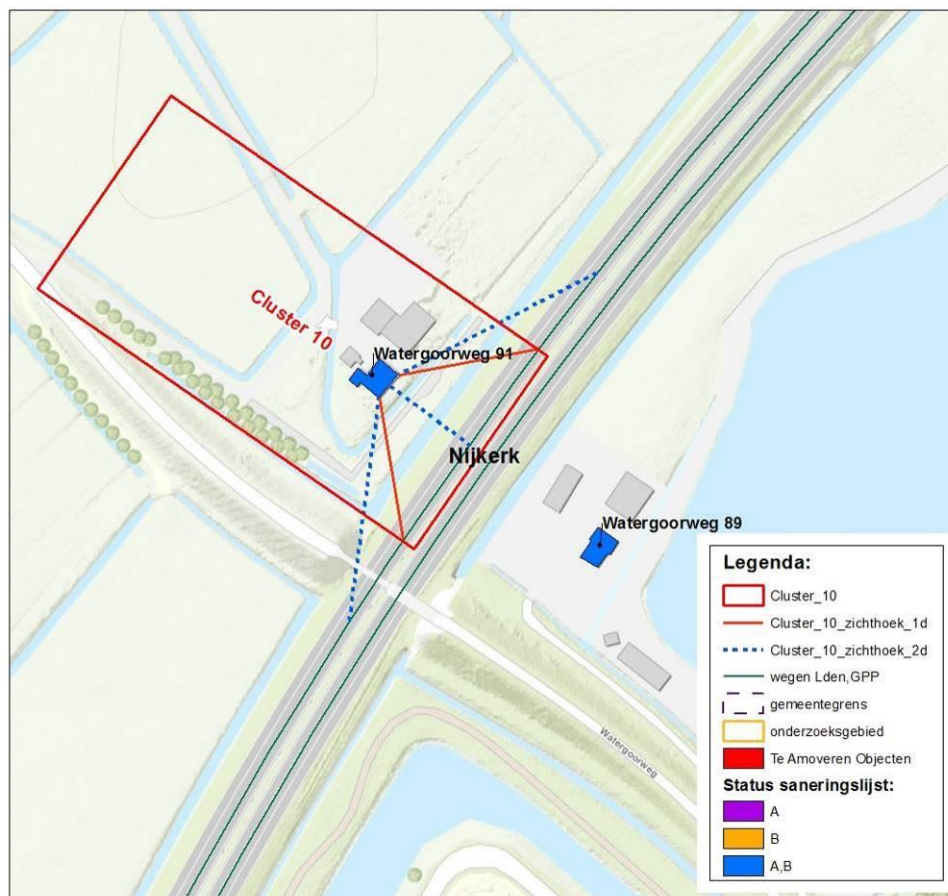 Cluster 10
Watergoorweg 91
Nijkerk
Watergoorweg 89
Watergoorweg
Legenda:
Cluster_10
Cluster_10_zichthoek_1d
Cluster_10_zichthoek_2d
wegen Lden,GPP
gemeentegrens
onderzoeksgebied
Te Amoveren Objecten
Status saneringslijst:
A
B
A,B